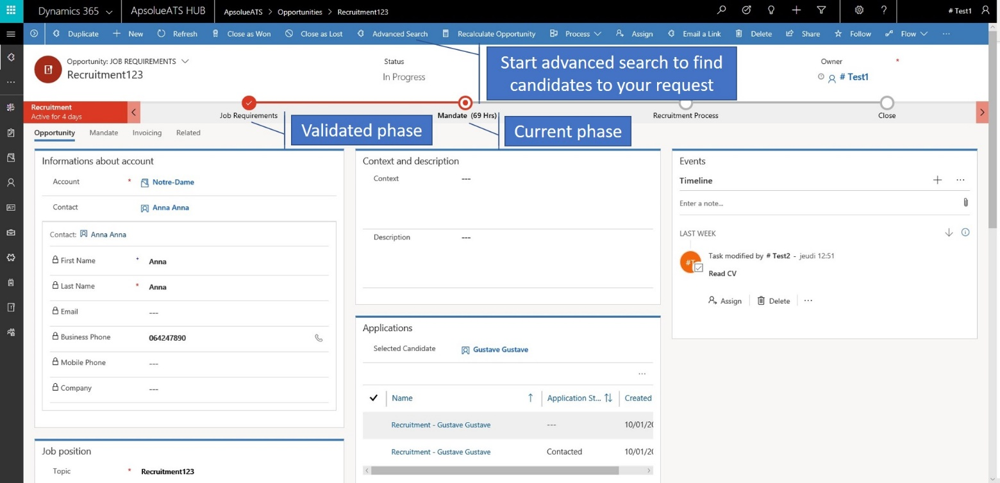 Dynamics 365
ApsolueATS HUB
ApsolueATS > Opportunities > Recruitment123
# Test1
Duplicate
New
Refresh
Close as Won
Close as Lost
Advanced Search
Recalculate Opportunity
Process
Assign
Email a Link
Delete
Share
Follow
Flow
Opportunity: JOB REQUIREMENTS
Recruitment123
Status
In Progress
Start advanced search to find
candidates to your request
Owner *
# Test1
Recruitment
Active for 4 days
Job Requirements
Mandate (69 Hrs)
Recruitment Process
Close
Validated phase
Current phase
Opportunity
Mandate
Invoicing
Related
Informations about account
Account * Notre-Dame
Contact Anna Anna
Contact: Anna Anna
First Name + Anna
Last Name * Anna
Email ---
Business Phone 064247890
Mobile Phone ---
Company ---
Job position
Topic * Recruitment123
Context and description
Context ---
Description ---
Applications
Selected Candidate Gustave Gustave
...
Name Application St... Created
Recruitment - Gustave Gustave --- 10/01/20
Recruitment - Gustave Gustave Contacted 10/01/20
Events
Timeline
Enter a note...
LAST WEEK
#T
Task modified by # Test2 - jeudi 12:51
Read CV
Assign
Delete
...